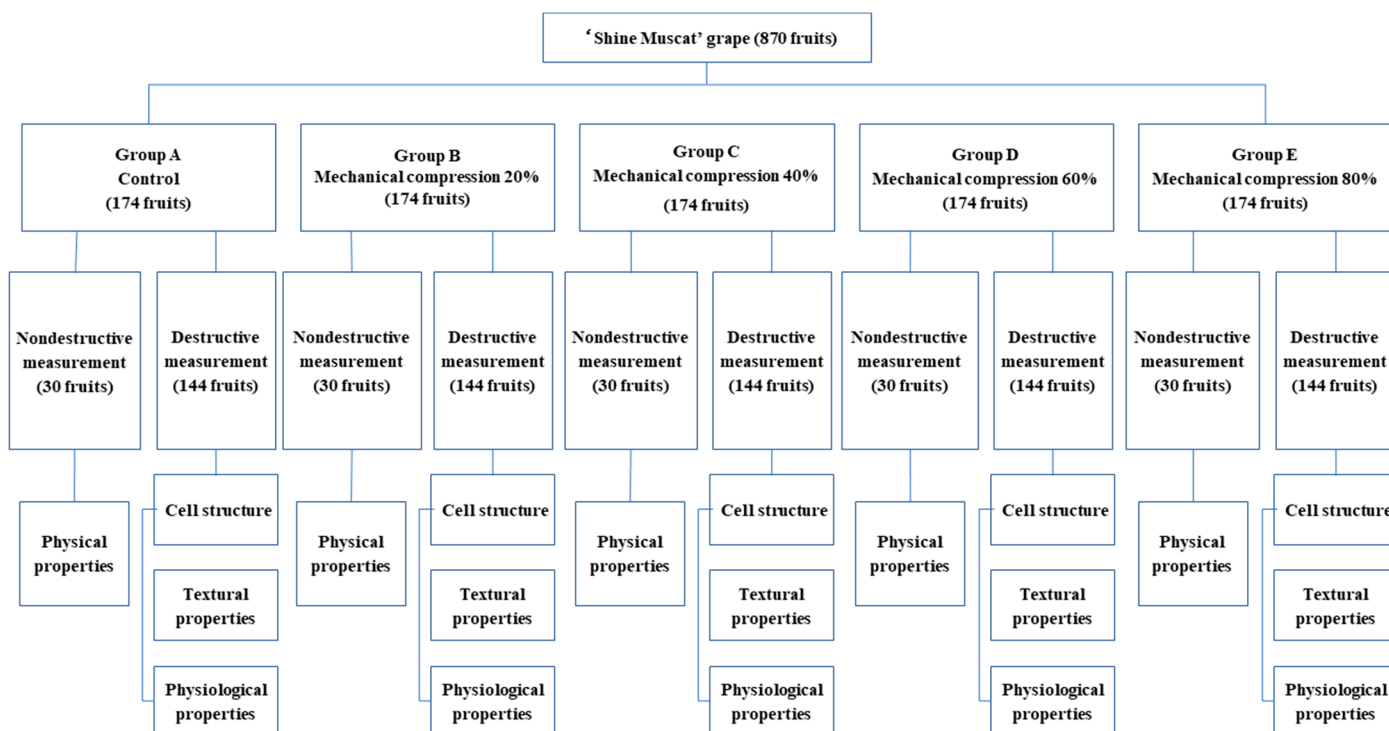 ‘Shine Muscat’ grape (870 fruits)
Group A
Control
(174 fruits)
Group B
Mechanical compression 20%
(174 fruits)
Group C
Mechanical compression 40%
(174 fruits)
Group D
Mechanical compression 60%
(174 fruits)
Group E
Mechanical compression 80%
(174 fruits)
Nondestructive
measurement
(30 fruits)
Destructive
measurement
(144 fruits)
Nondestructive
measurement
(30 fruits)
Destructive
measurement
(144 fruits)
Nondestructive
measurement
(30 fruits)
Destructive
measurement
(144 fruits)
Nondestructive
measurement
(30 fruits)
Destructive
measurement
(144 fruits)
Nondestructive
measurement
(30 fruits)
Destructive
measurement
(144 fruits)
Physical
properties
Cell structure
Textural
properties
Physiological
properties
Physical
properties
Cell structure
Textural
properties
Physiological
properties
Physical
properties
Cell structure
Textural
properties
Physiological
properties
Physical
properties
Cell structure
Textural
properties
Physiological
properties
Physical
properties
Cell structure
Textural
properties
Physiological
properties